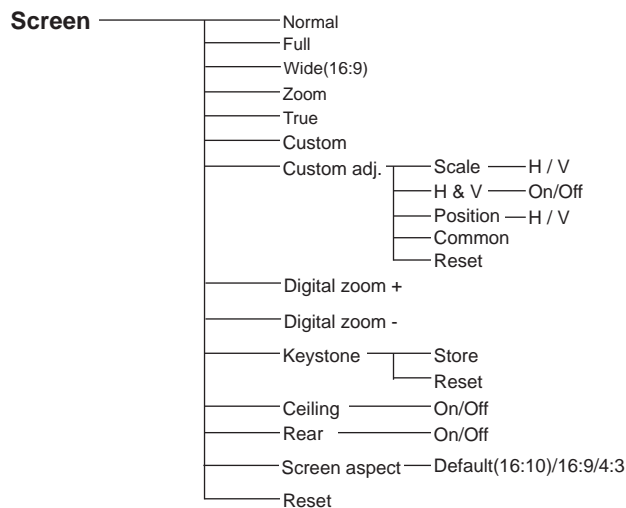 Screen Normal
Full
Wide(16:9)
Zoom
True
Custom
Custom adj. Scale H / V
H & V On/Off
Position H / V
Common
Reset
Digital zoom +
Digital zoom -
Keystone Store
Reset
Ceiling On/Off
Rear On/Off
Screen aspect Default(16:10)/16:9/4:3
Reset